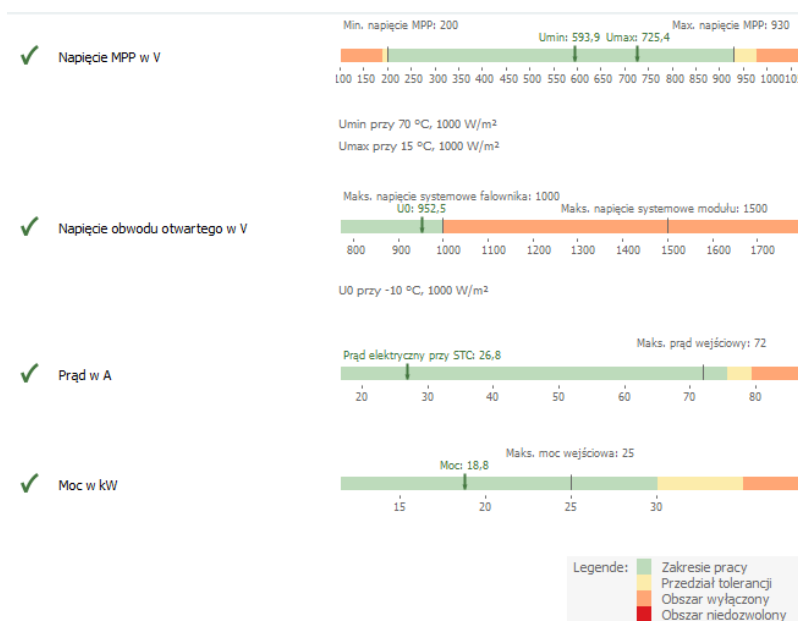 Min. napięcie MPP: 200 Max. napięcie MPP: 930
Umin: 593,9 Umax: 725,4
Napięcie MPP w V
100 150 200 250 300 350 400 450 500 550 600 650 700 750 800 850 900 950 1000
Umin przy 70 ºC, 1000 W/m²
Umax przy 15 ºC, 1000 W/m²
Maks. napięcie systemowe falownika: 1000
U0: 952,5 Maks. napięcie systemowe modułu: 1500
Napięcie obwodu otwartego w V
800 900 1000 1100 1200 1300 1400 1500 1600 1700
U0 przy -10 ºC, 1000 W/m²
Maks. prąd wejściowy: 72
Prąd elektryczny przy STC: 26,8
Prąd w A
20 30 40 50 60 70 80
Maks. moc wejściowa: 25
Moc: 18,8
Moc w kW
15 20 25 30
Legende: Zakresie pracy
Przedział tolerancji
Obszar wyłączony
Obszar niedozwolony